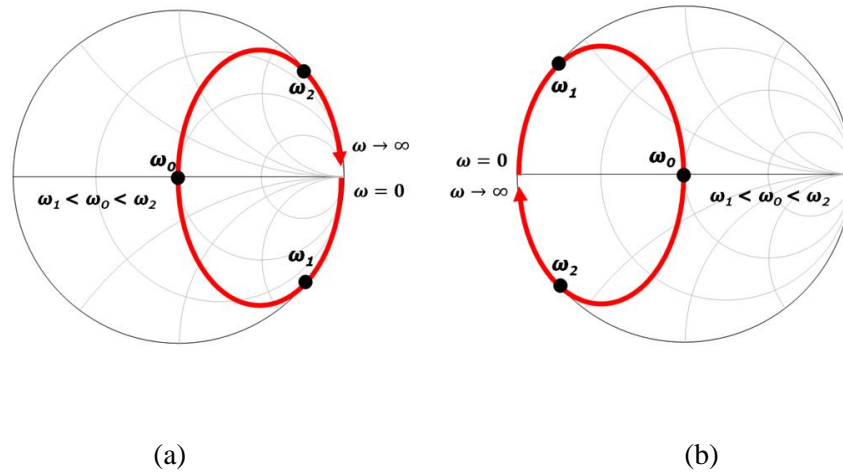 ω₂
ω₀
ω → ∞
ω = 0
ω₁ < ω₀ < ω₂
ω₁
(a)
ω₁
ω = 0
ω₀
ω → ∞
ω₁ < ω₀ < ω₂
ω₂
(b)